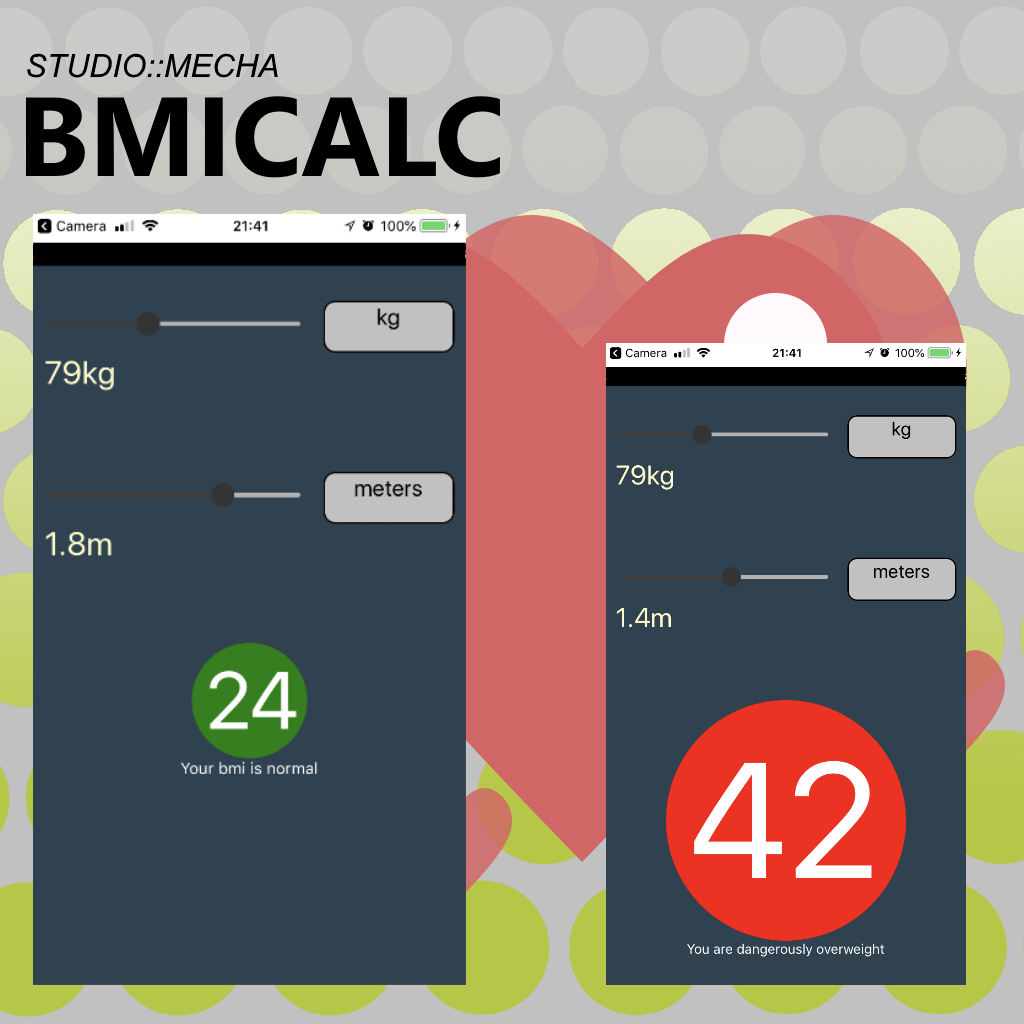 STUDIO::MECHA
BMICALC
Camera 21:41 100%
kg
79kg
meters
1.8m
24
Your bmi is normal
Camera 21:41 100%
kg
79kg
meters
1.4m
42
You are dangerously overweight